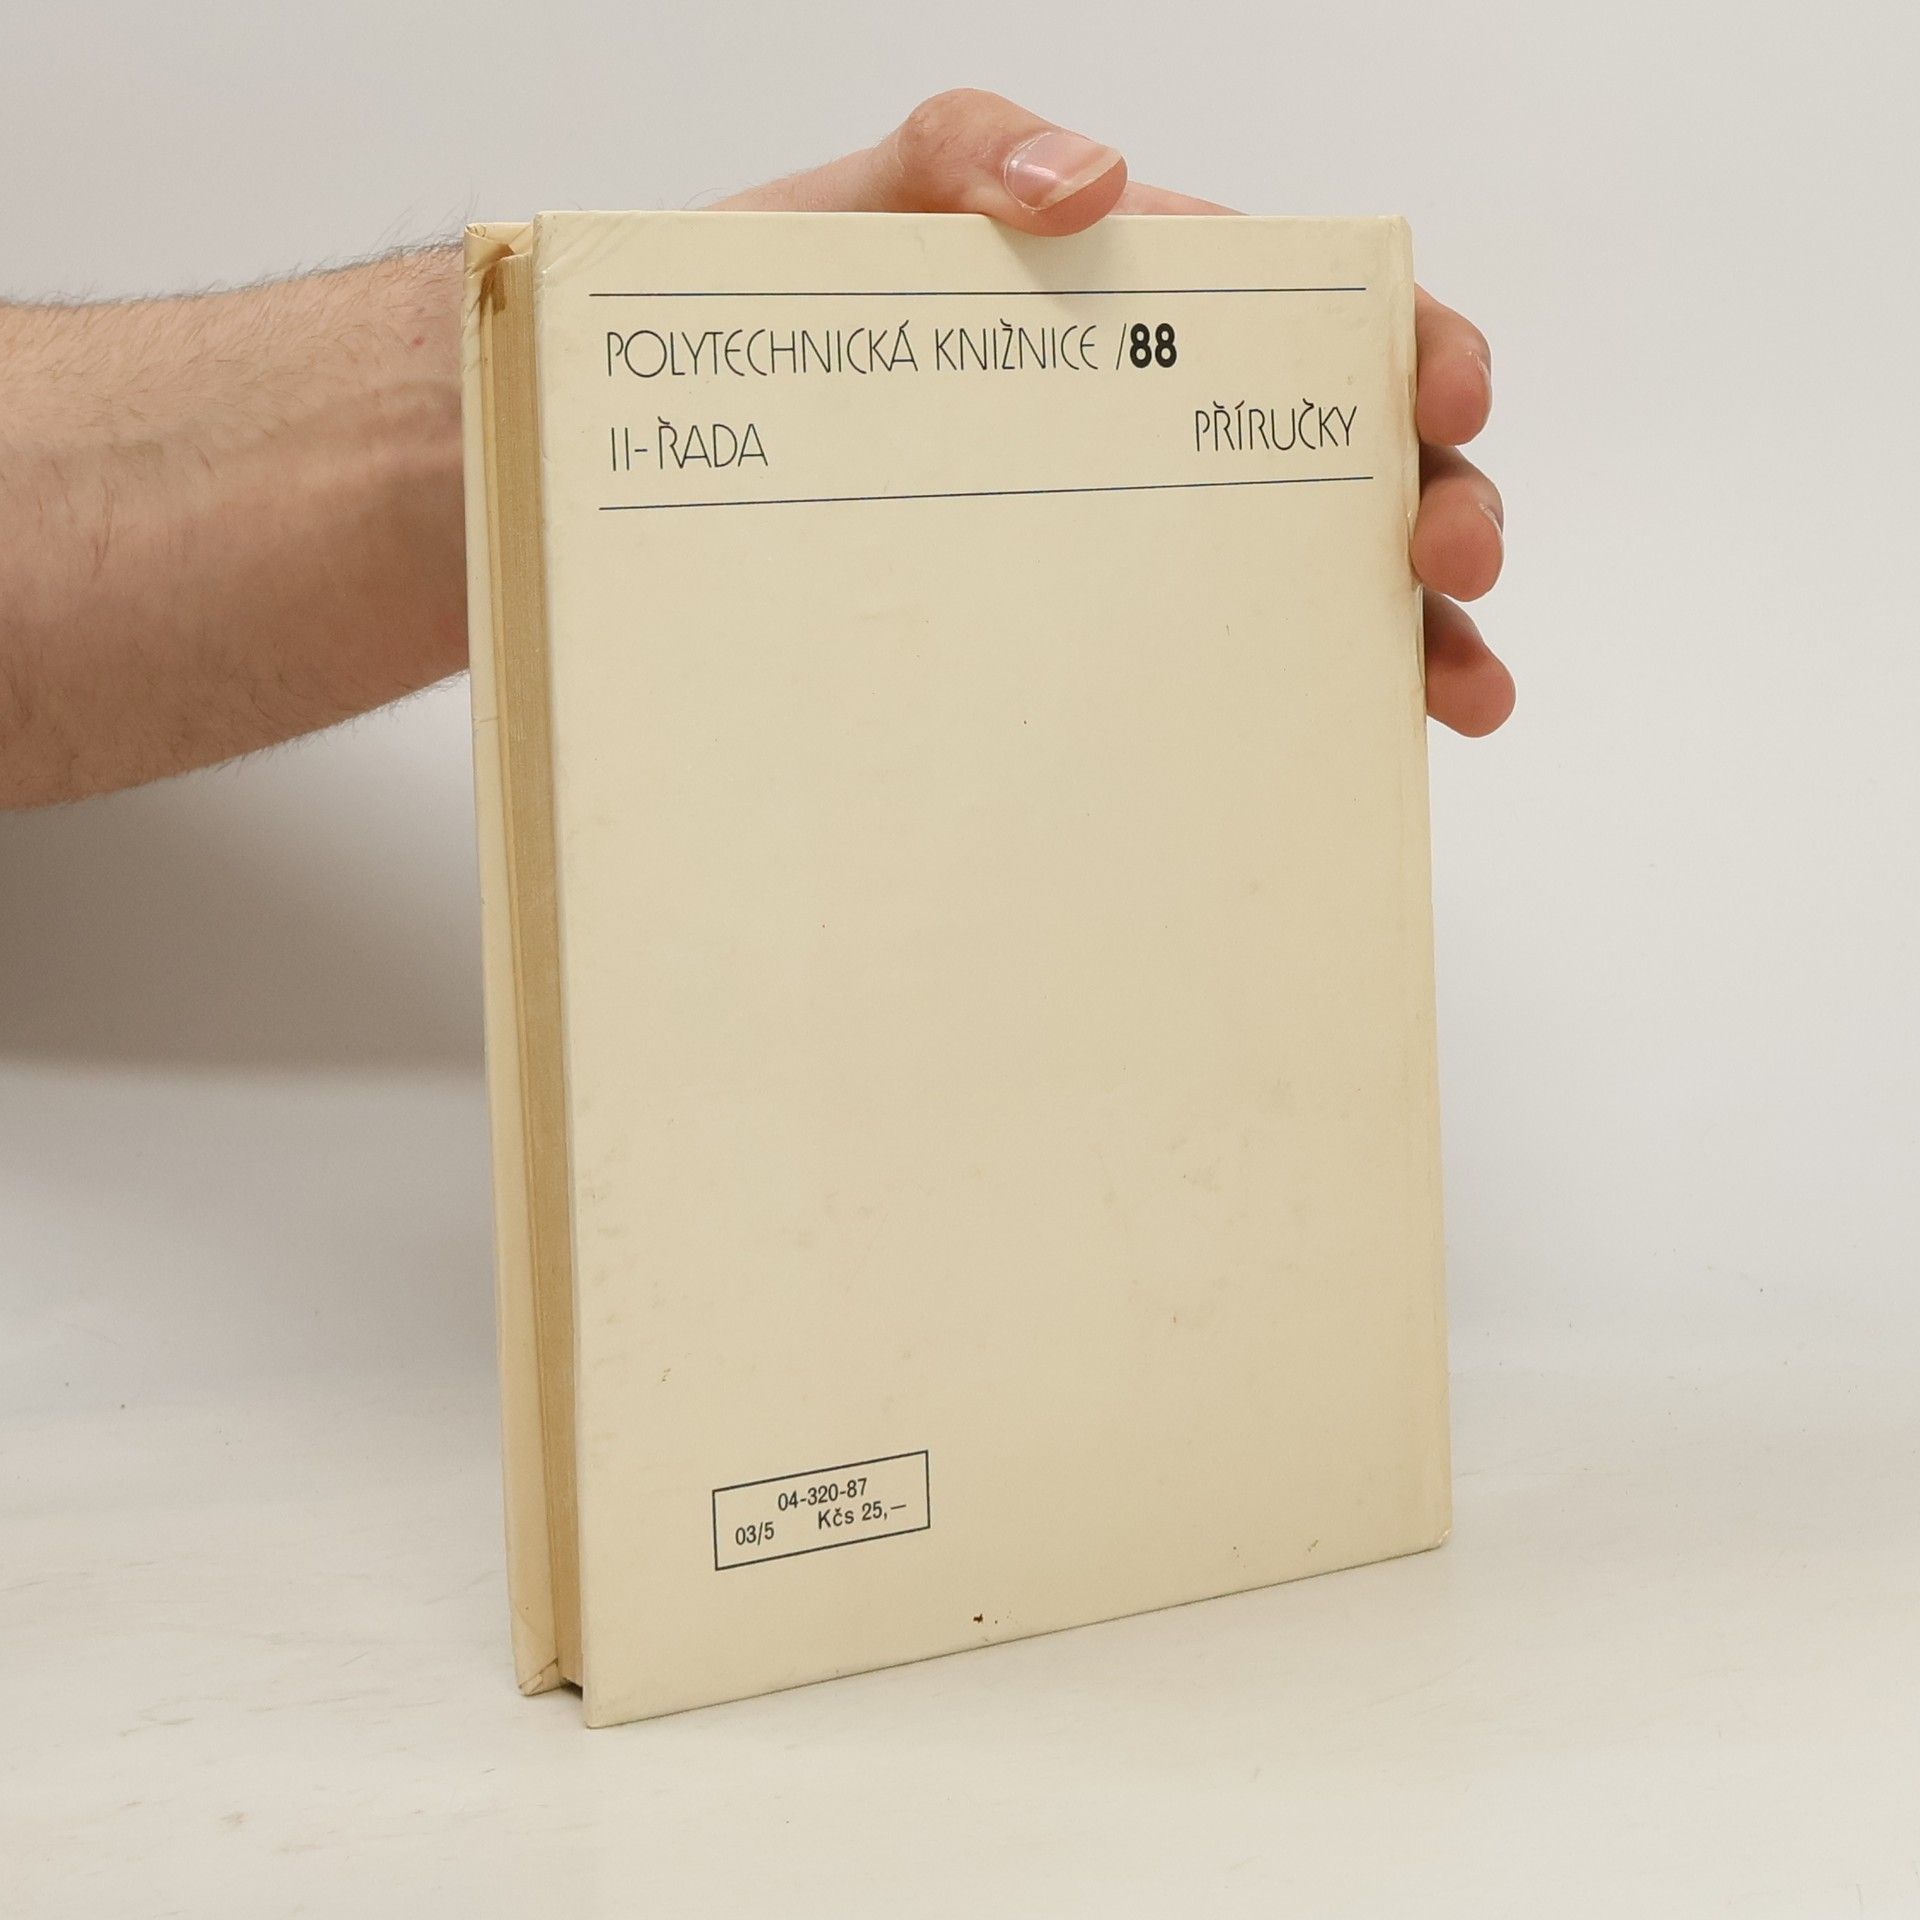 POLYTECHNICKÁ KNIŽNICE /88
II-ŘADA PŘÍRUČKY
04-320-87
03/5 Kčs 25,—